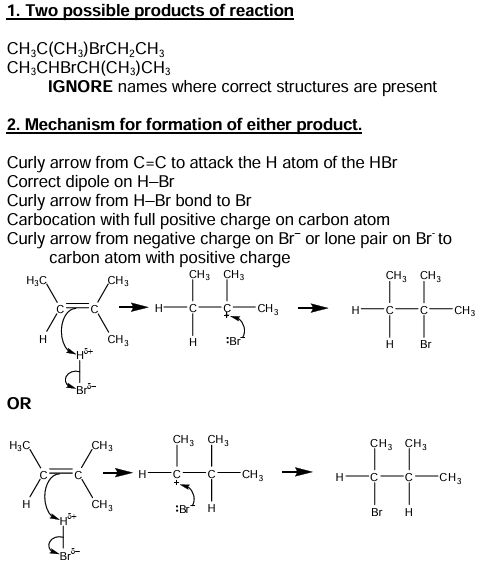 1. Two possible products of reaction
CH₃C(CH₃)BrCH₂CH₃
CH₃CHBrCH(CH₃)CH₃
IGNORE names where correct structures are present
2. Mechanism for formation of either product.
Curly arrow from C=C to attack the H atom of the HBr
Correct dipole on H–Br
Curly arrow from H–Br bond to Br
Carbocation with full positive charge on carbon atom
Curly arrow from negative charge on Br⁻ or lone pair on Br⁻ to
carbon atom with positive charge
H₃C CH₃ CH₃ CH₃ CH₃ CH₃
C C H C C CH₃ H C C CH₃
+
H CH₃ H :Br⁻ H Br
H δ+
Br δ–
OR
H₃C CH₃ CH₃ CH₃ CH₃ CH₃
C C H C C CH₃ H C C CH₃
+
H CH₃ :Br⁻ H Br H
H δ+
Br δ–